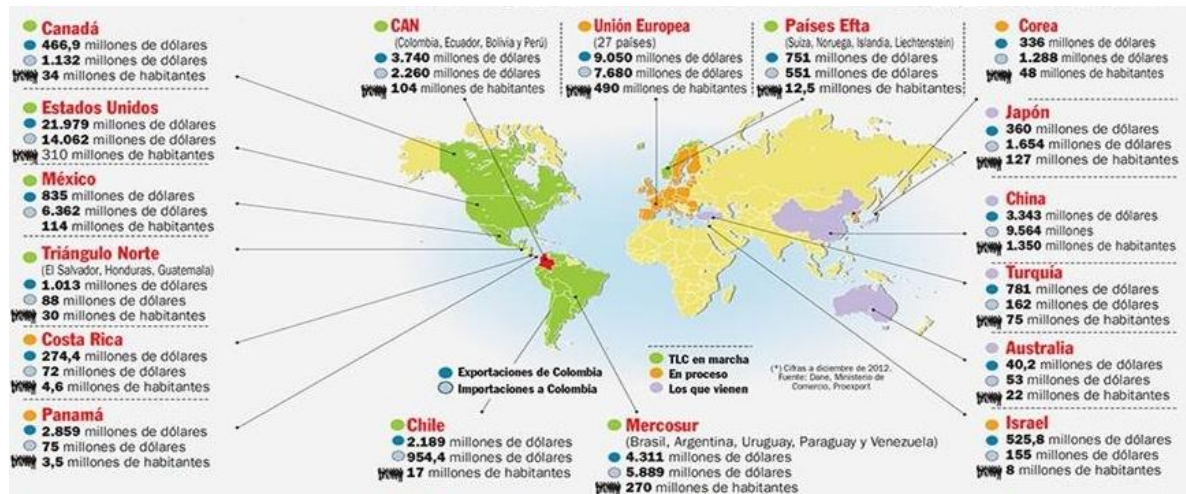 Canadá
466,9 millones de dólares
1.132 millones de dólares
34 millones de habitantes
Estados Unidos
21.979 millones de dólares
14.062 millones de dólares
310 millones de habitantes
México
835 millones de dólares
6.362 millones de dólares
114 millones de habitantes
Triángulo Norte
(El Salvador, Honduras, Guatemala)
1.013 millones de dólares
88 millones de dólares
30 millones de habitantes
Costa Rica
274,4 millones de dólares
72 millones de dólares
4,6 millones de habitantes
Panamá
2.859 millones de dólares
75 millones de dólares
3,5 millones de habitantes
CAN
(Colombia, Ecuador, Bolivia y Perú)
3.740 millones de dólares
2.260 millones de dólares
104 millones de habitantes
Unión Europea
(27 países)
9.050 millones de dólares
7.680 millones de dólares
490 millones de habitantes
Países Efta
(Suiza, Noruega, Islandia, Liechtenstein)
751 millones de dólares
551 millones de dólares
12,5 millones de habitantes
Corea
336 millones de dólares
1.288 millones de dólares
48 millones de habitantes
Japón
360 millones de dólares
1.654 millones de dólares
127 millones de habitantes
China
3.343 millones de dólares
9.564 millones
1.350 millones de habitantes
Turquía
781 millones de dólares
162 millones de dólares
75 millones de habitantes
Australia
40,2 millones de dólares
53 millones de dólares
22 millones de habitantes
Israel
525,8 millones de dólares
155 millones de dólares
8 millones de habitantes
Exportaciones de Colombia
Importaciones a Colombia
TLC en marcha
En proceso
Los que vienen
(*) Cifras a diciembre de 2012.
Fuente: Dane, Ministerio de
Comercio, Proexport
Chile
2.189 millones de dólares
954,4 millones de dólares
17 millones de habitantes
Mercosur
(Brasil, Argentina, Uruguay, Paraguay y Venezuela)
4.311 millones de dólares
5.889 millones de dólares
270 millones de habitantes